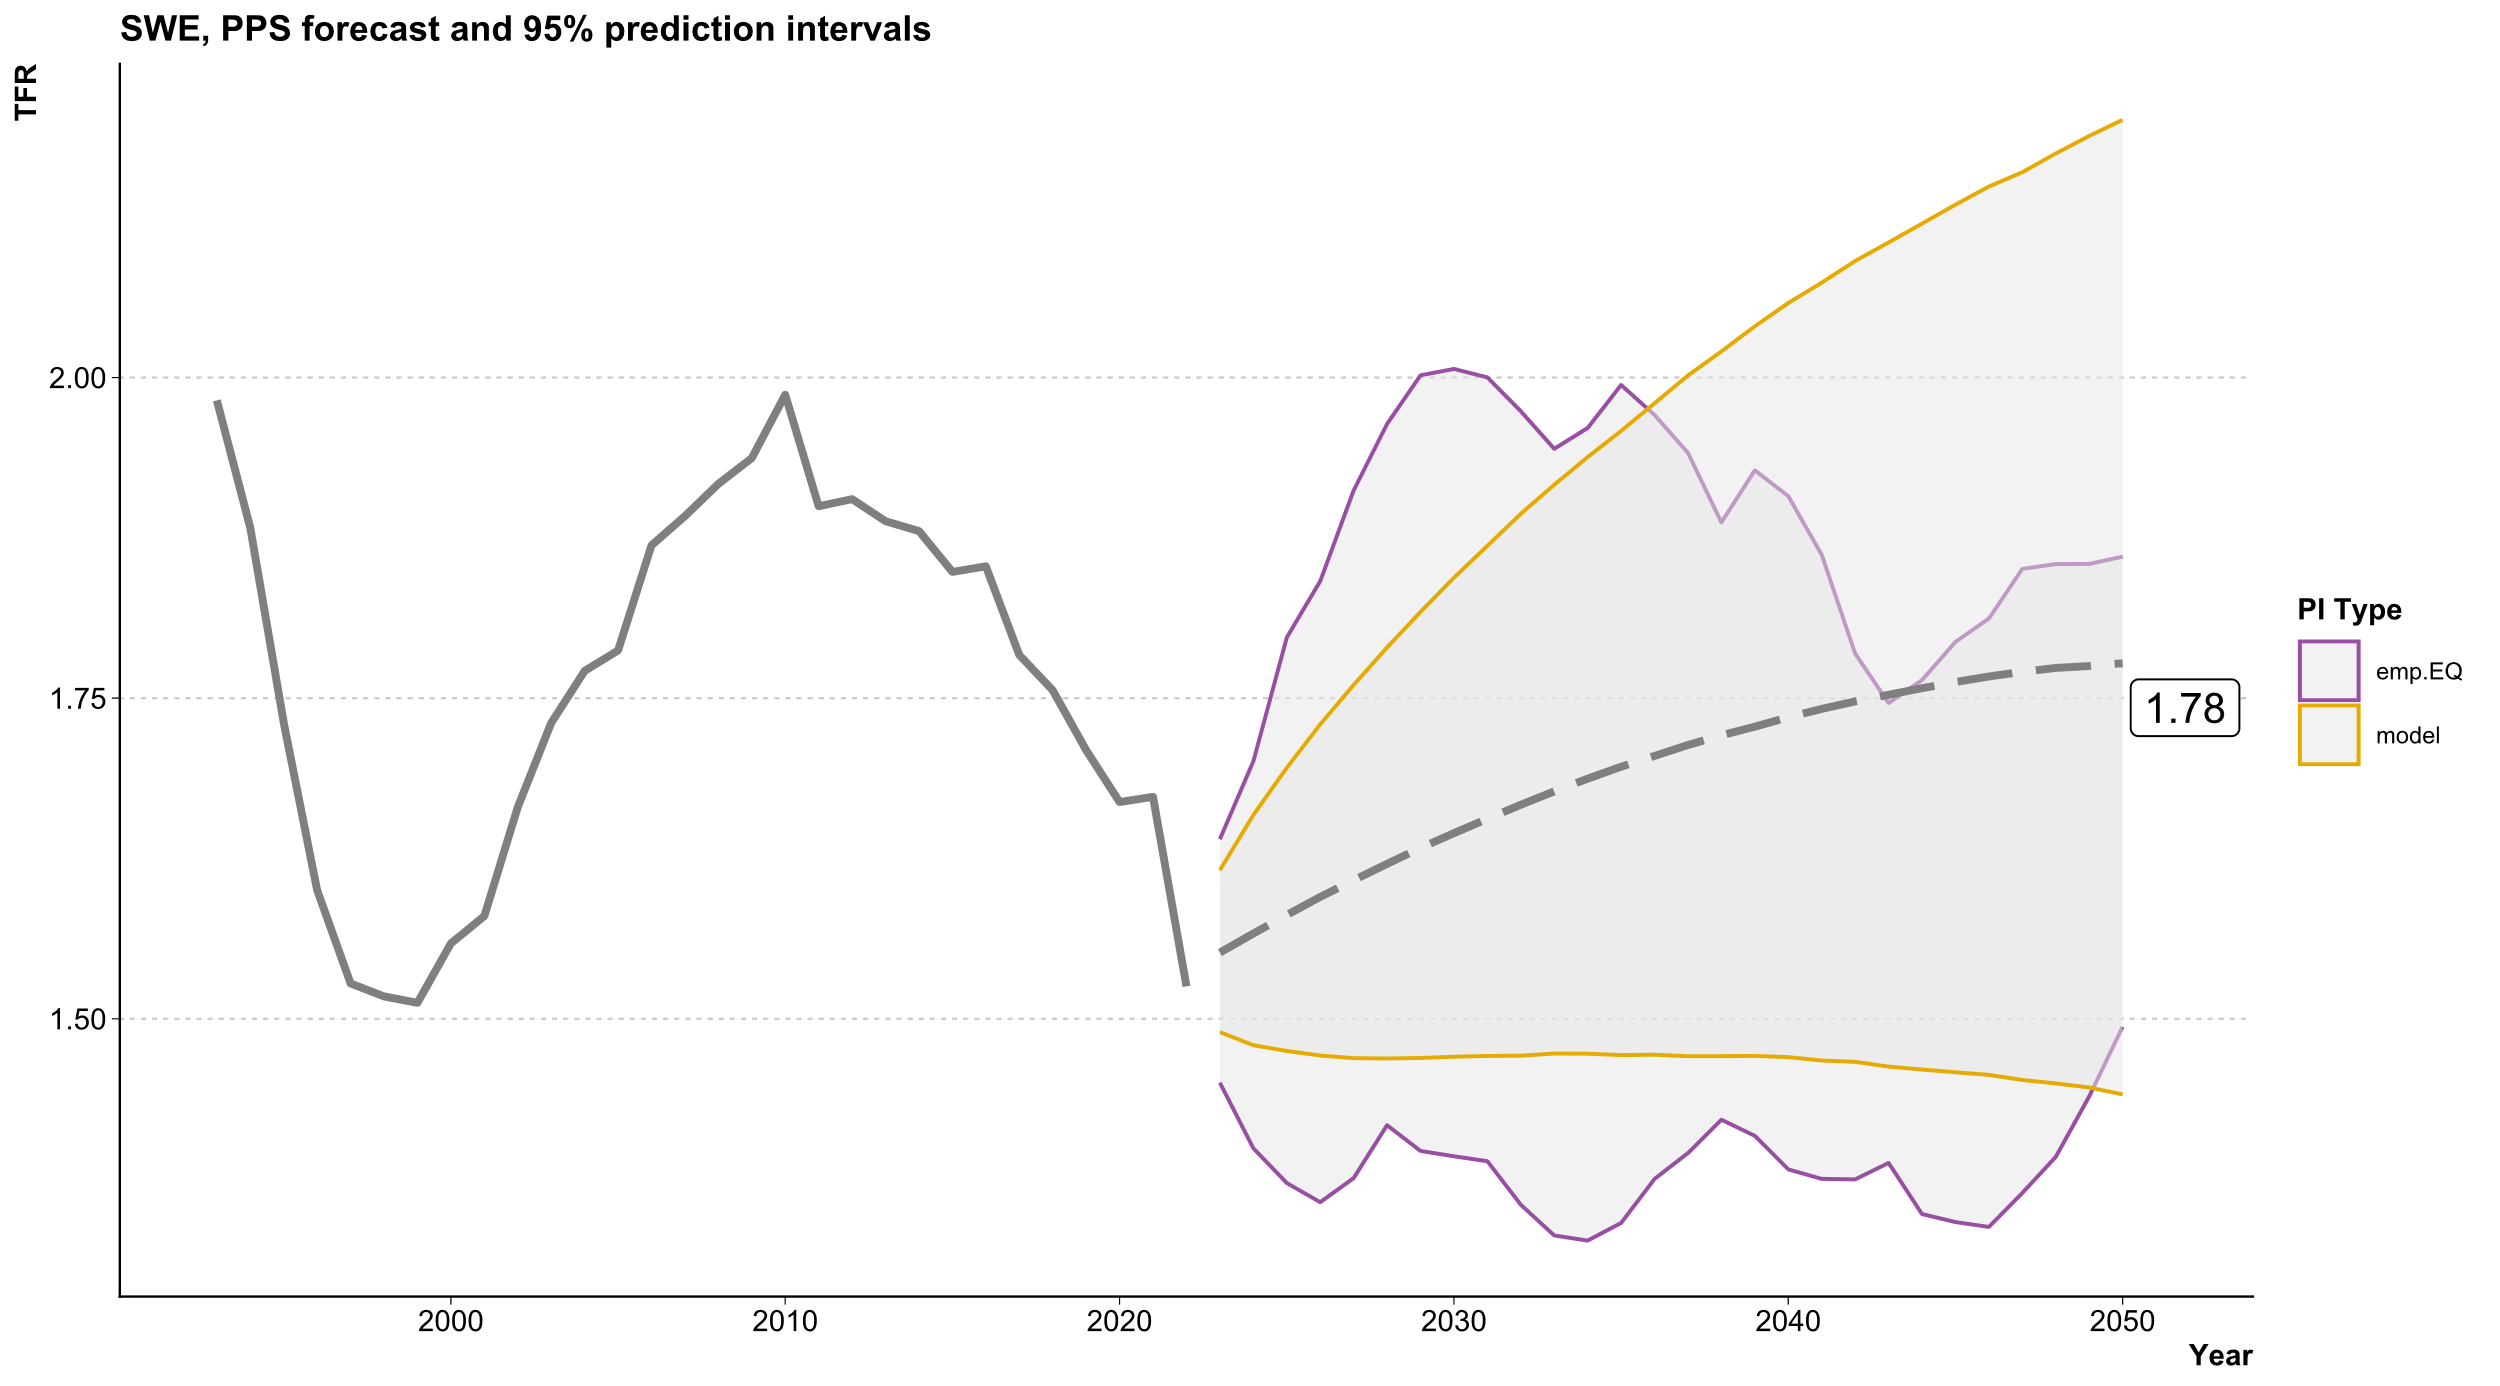 SWE, PPS forecast and 95% prediction intervals
TFR
2.00
1.75
1.50
1.78
2000
2010
2020
2030
2040
2050
Year
PI Type
emp.EQ
model